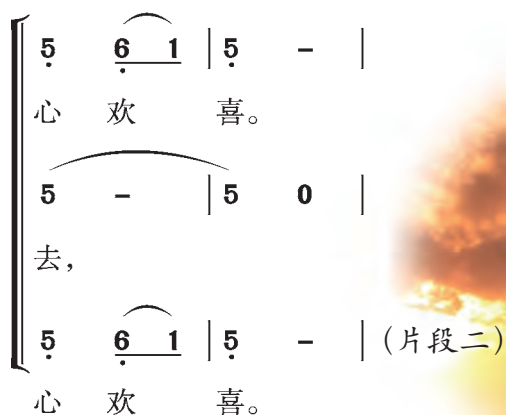 5̣ 6̣ 1 | 5̣ - |
心 欢 喜。
5 - | 5 0 |
去，
5̣ 6̣ 1 | 5̣ - | (片段二)
心 欢 喜。